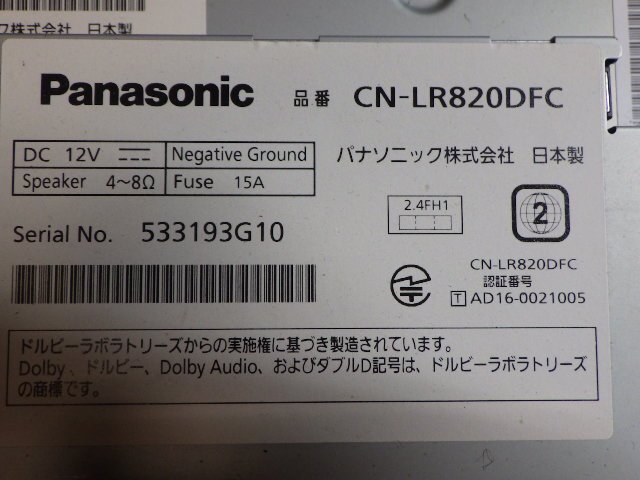 株式会社 日本製
Panasonic 品番 CN-LR820DFC
DC 12V Negative Ground
Speaker 4~8Ω Fuse 15A
パナソニック株式会社 日本製
Serial No. 533193G10
2.4FH1
2
CN-LR820DFC
認証番号
T AD16-0021005
ドルビーラボラトリーズからの実施権に基づき製造されています。
Dolby 、ドルビー、Dolby Audio、およびダブルD記号は、ドルビーラボラトリーズ
の商標です。